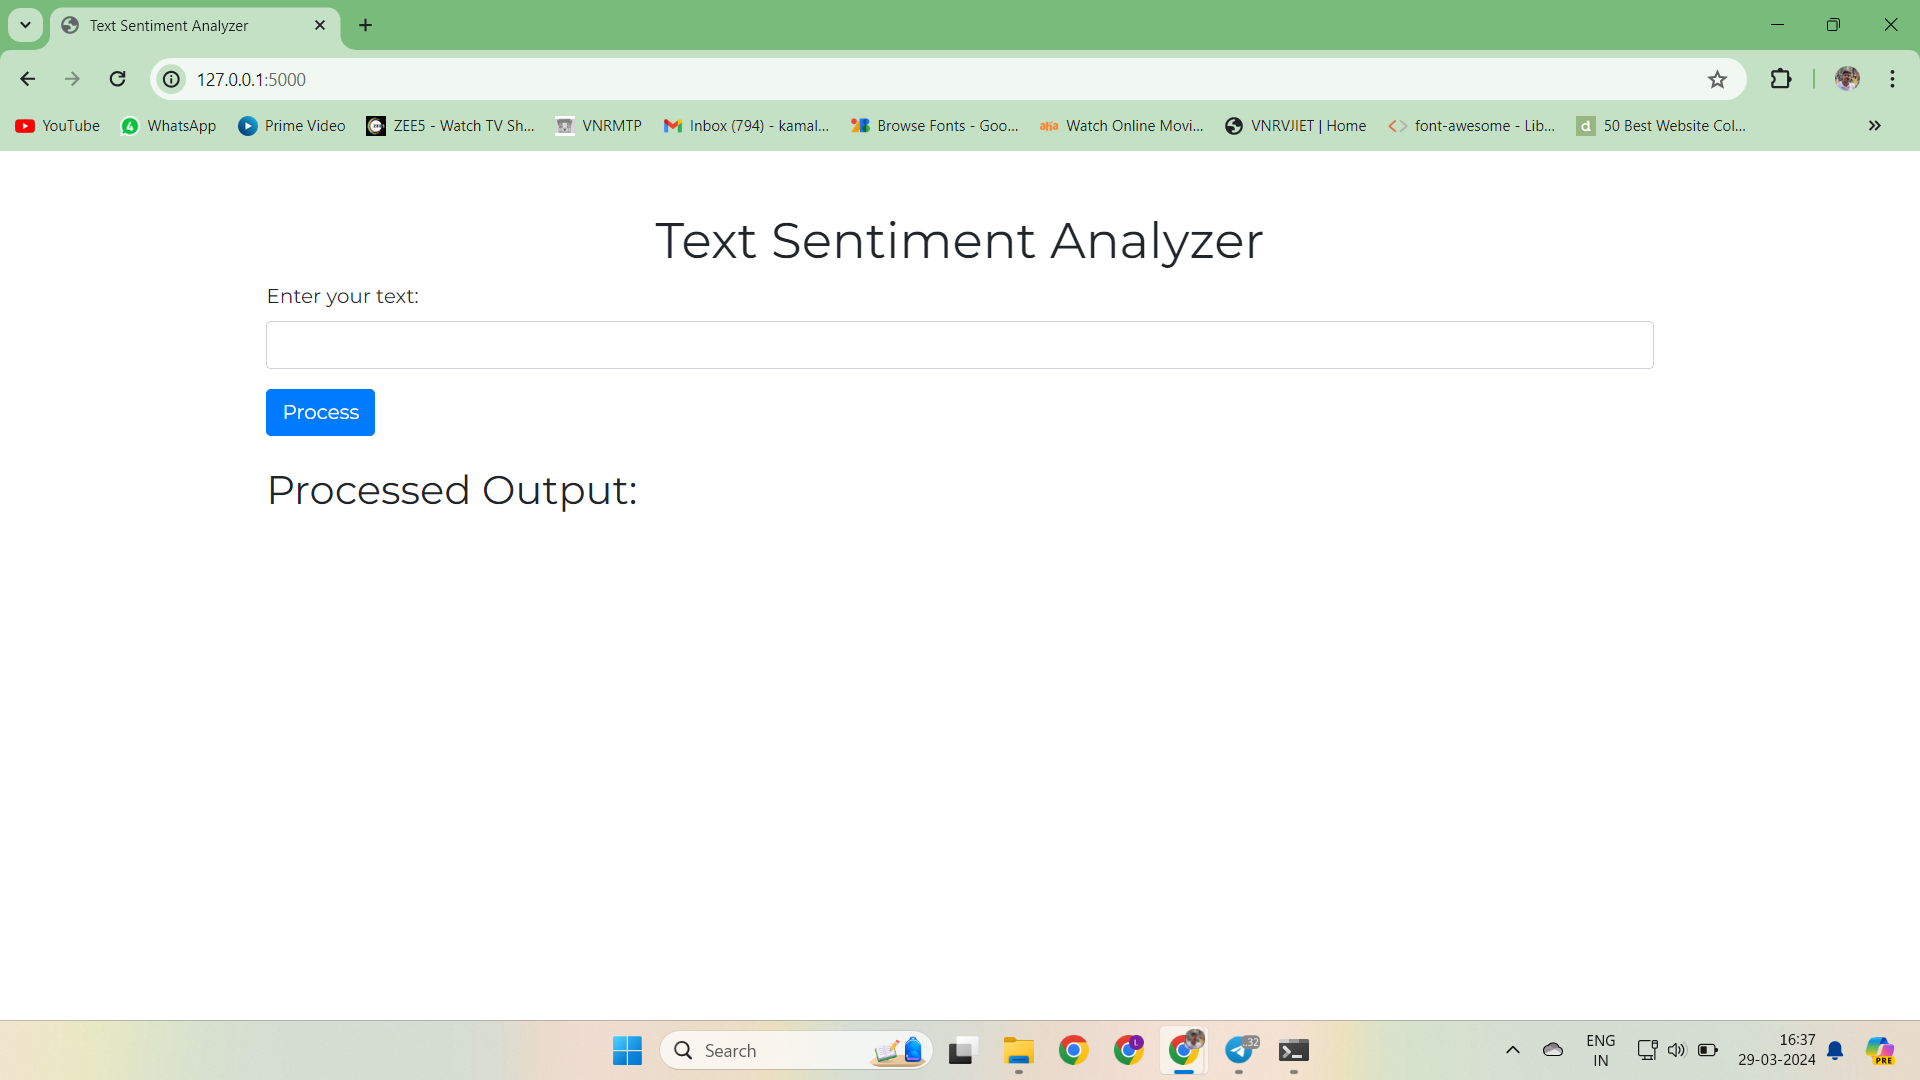 Text Sentiment Analyzer
127.0.0.1:5000
YouTube WhatsApp Prime Video ZEE5 - Watch TV Sh... VNRMTP Inbox (794) - kamal... Browse Fonts - Goo... aha Watch Online Movi... VNRVJIET | Home font-awesome - Lib... d 50 Best Website Col...
Text Sentiment Analyzer
Enter your text:
Process
Processed Output:
Search
32
ENG
IN
16:37
29-03-2024
PRE